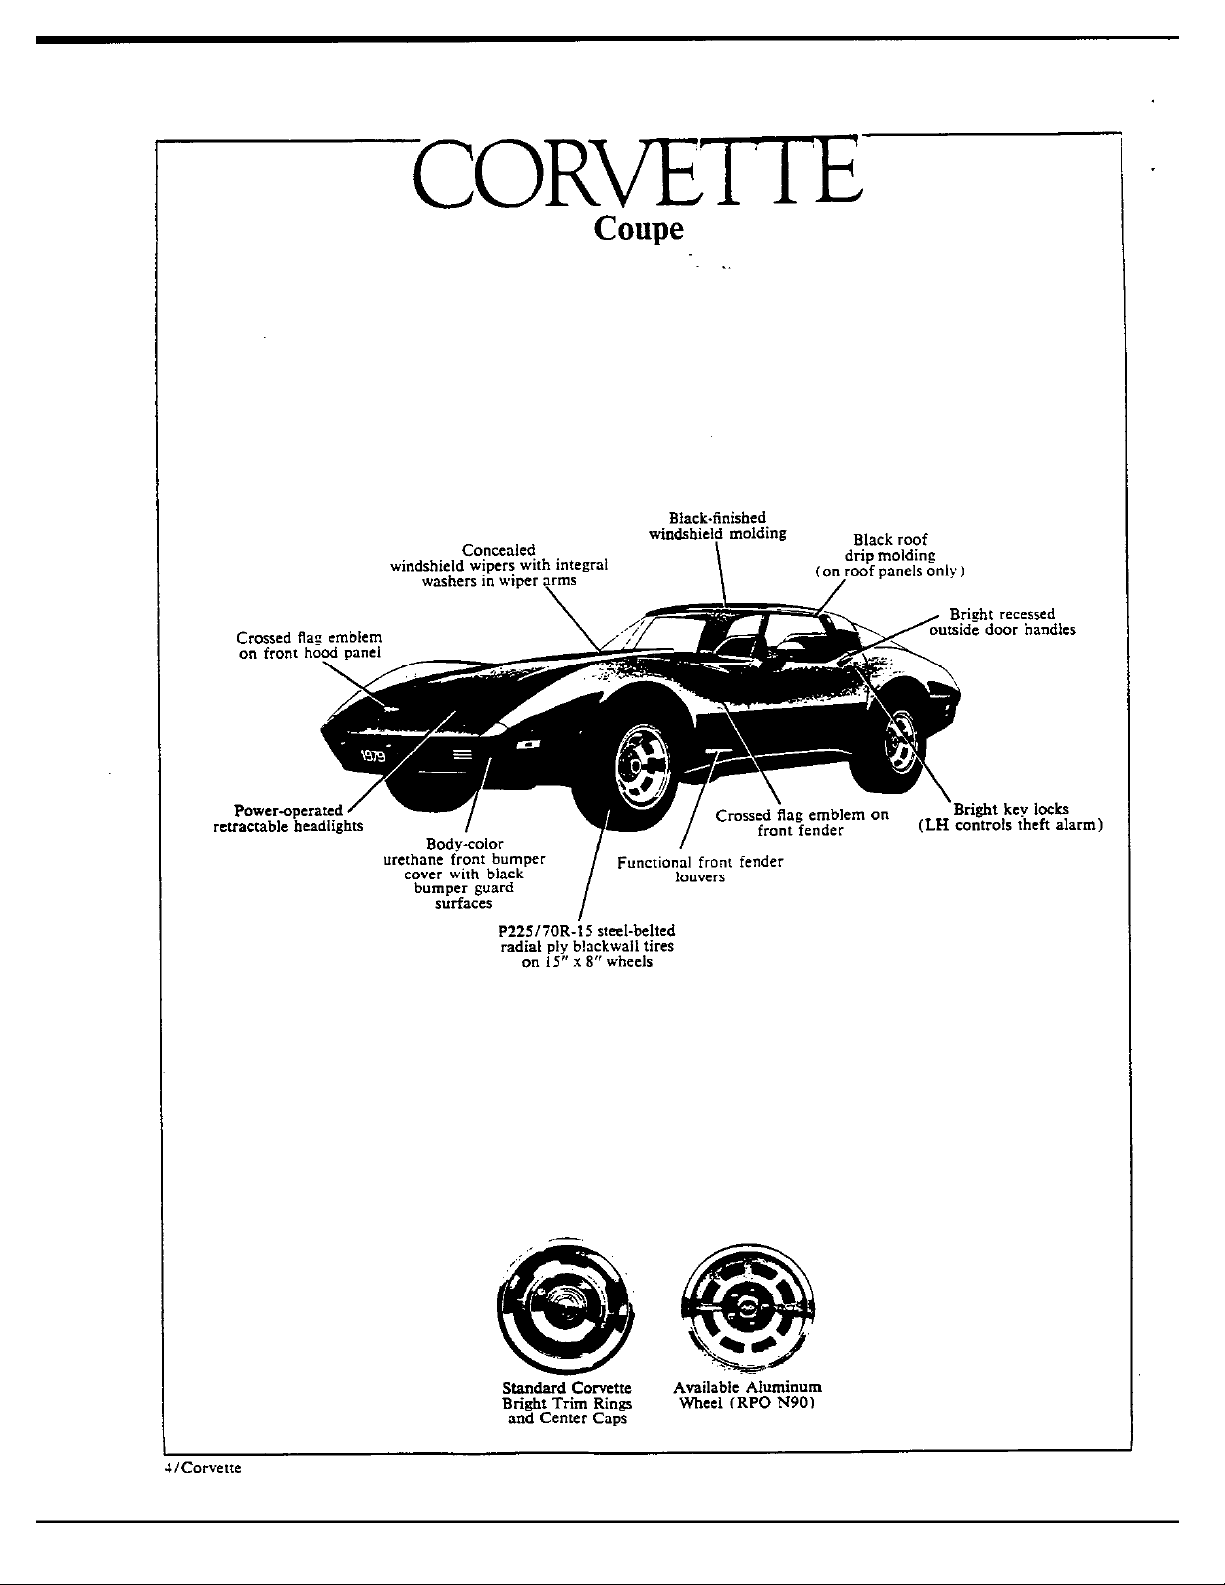 CORVETTE
Coupe
Black-finished
windshield molding
Black roof
drip molding
(on roof panels only)
Concealed
windshield wipers with integral
washers in wiper arms
Bright recessed
outside door handles
Crossed flag emblem
on front hood panel
1979
Power-operated
retractable headlights
Body-color
urethane front bumper
cover with black
bumper guard
surfaces
Crossed flag emblem on
front fender
Bright key locks
(LH controls theft alarm)
Functional front fender
louvers
P225/70R-15 steel-belted
radial ply blackwall tires
on 15" x 8" wheels
Standard Corvette
Bright Trim Rings
and Center Caps
Available Aluminum
Wheel (RPO N90)
4/Corvette